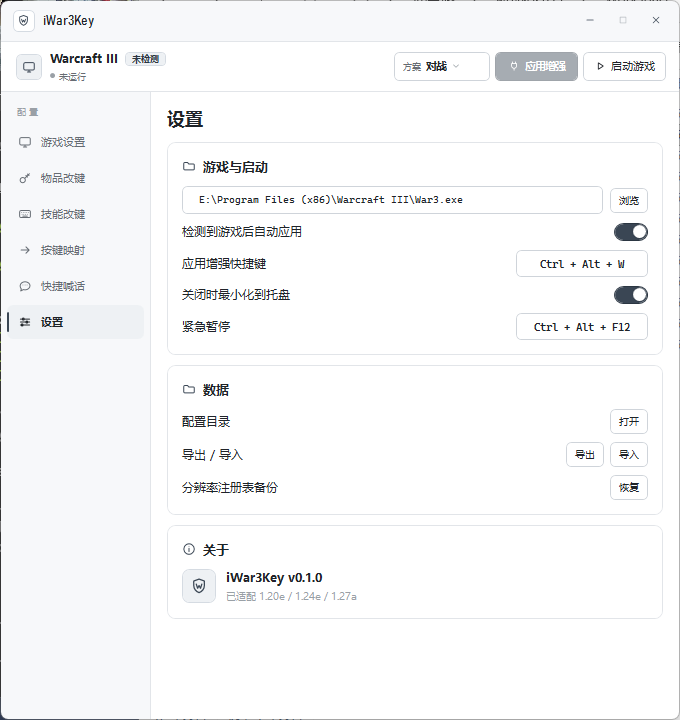 iWar3Key
Warcraft III 未检测
未运行
方案 对战
应用增强
启动游戏
配置
游戏设置
物品改键
技能改键
按键映射
快捷喊话
设置
设置
游戏与启动
E:\Program Files (x86)\Warcraft III\War3.exe 浏览
检测到游戏后自动应用
应用增强快捷键 Ctrl + Alt + W
关闭时最小化到托盘
紧急暂停 Ctrl + Alt + F12
数据
配置目录 打开
导出 / 导入 导出 导入
分辨率注册表备份 恢复
关于
iWar3Key v0.1.0
已适配 1.20e / 1.24e / 1.27a